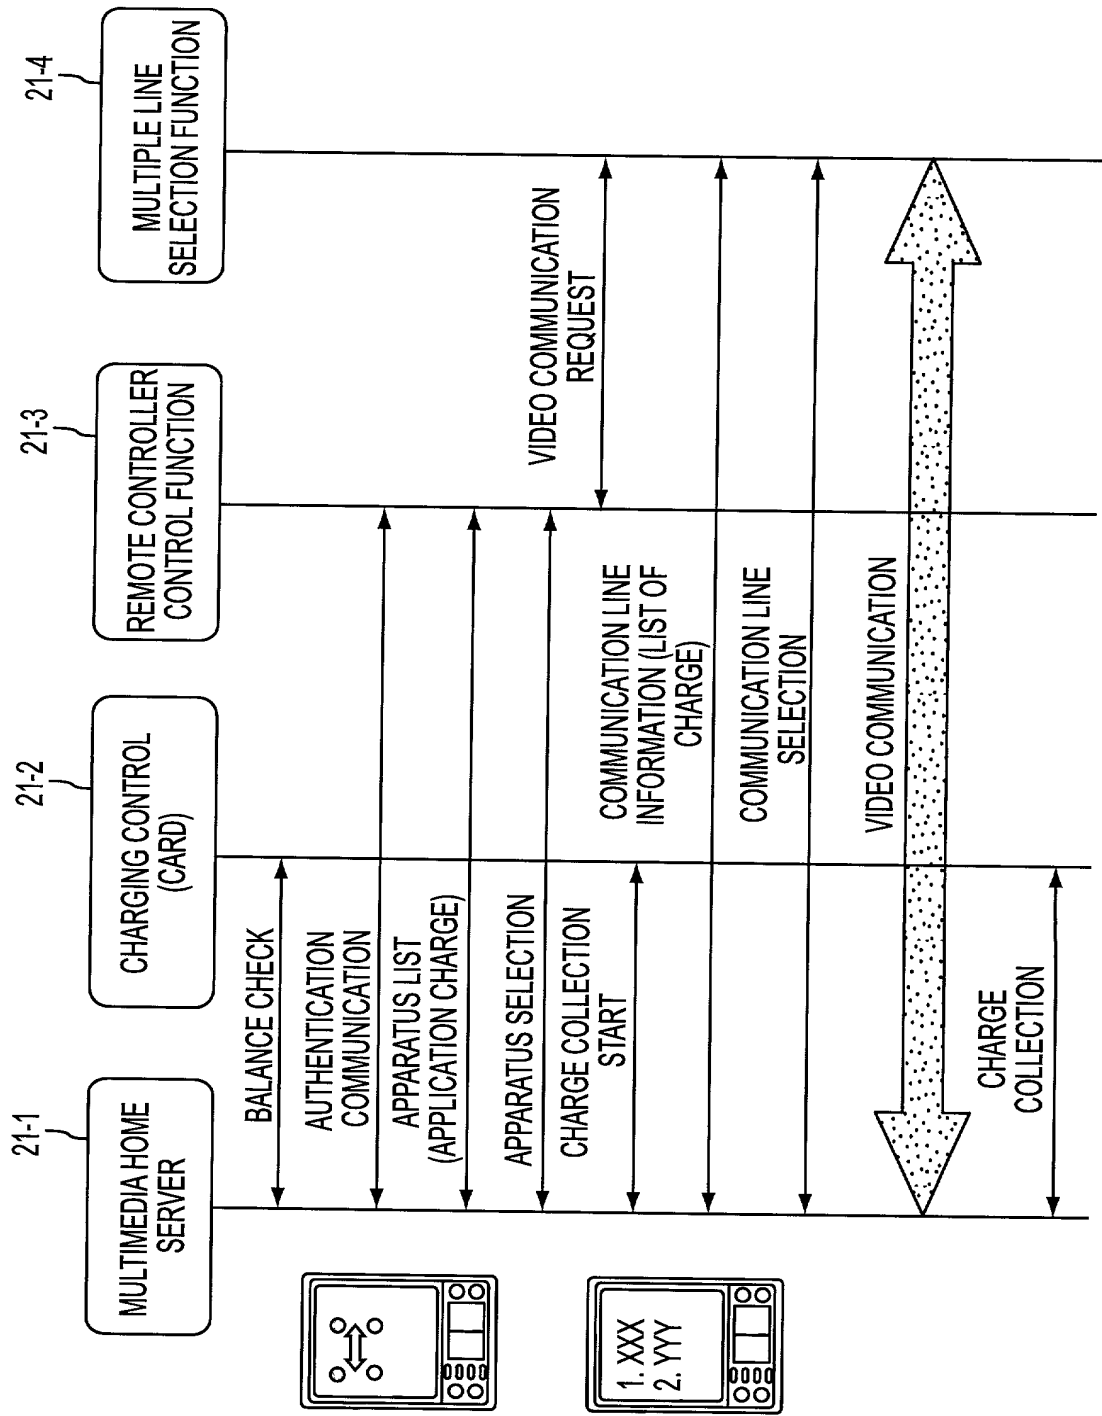 21-1
MULTIMEDIA HOME
SERVER
21-2
CHARGING CONTROL
(CARD)
21-3
REMOTE CONTROLLER
CONTROL FUNCTION
21-4
MULTIPLE LINE
SELECTION FUNCTION
BALANCE CHECK
AUTHENTICATION
COMMUNICATION
APPARATUS LIST
(APPLICATION CHARGE)
APPARATUS SELECTION
VIDEO COMMUNICATION
REQUEST
CHARGE COLLECTION
START
COMMUNICATION LINE
INFORMATION (LIST OF
CHARGE)
COMMUNICATION LINE
SELECTION
VIDEO COMMUNICATION
CHARGE
COLLECTION
1. XXX
2. YYY